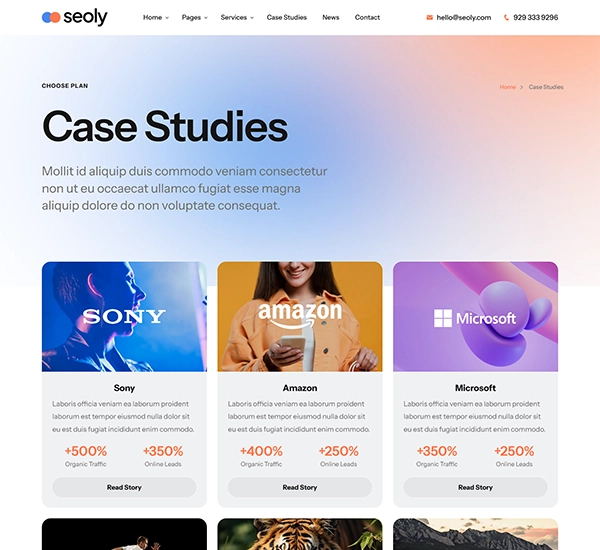 seoly
Home Pages Services Case Studies News Contact
hello@seoly.com 929 333 9296
CHOOSE PLAN
Home > Case Studies
Case Studies
Mollit id aliquip duis commodo veniam consectetur
non ut eu occaecat ullamco fugiat esse magna
aliquip dolore do non voluptate consequat.
SONY
Sony
Laboris officia veniam ea laborum proident
laborum est tempor eiusmod nulla dolor sit
eu est duis fugiat incididunt enim commodo.
+500% +350%
Organic Traffic Online Leads
Read Story
amazon
Amazon
Laboris officia veniam ea laborum proident
laborum est tempor eiusmod nulla dolor sit
eu est duis fugiat incididunt enim commodo.
+400% +250%
Organic Traffic Online Leads
Read Story
Microsoft
Microsoft
Laboris officia veniam ea laborum proident
laborum est tempor eiusmod nulla dolor sit
eu est duis fugiat incididunt enim commodo.
+350% +250%
Organic Traffic Online Leads
Read Story